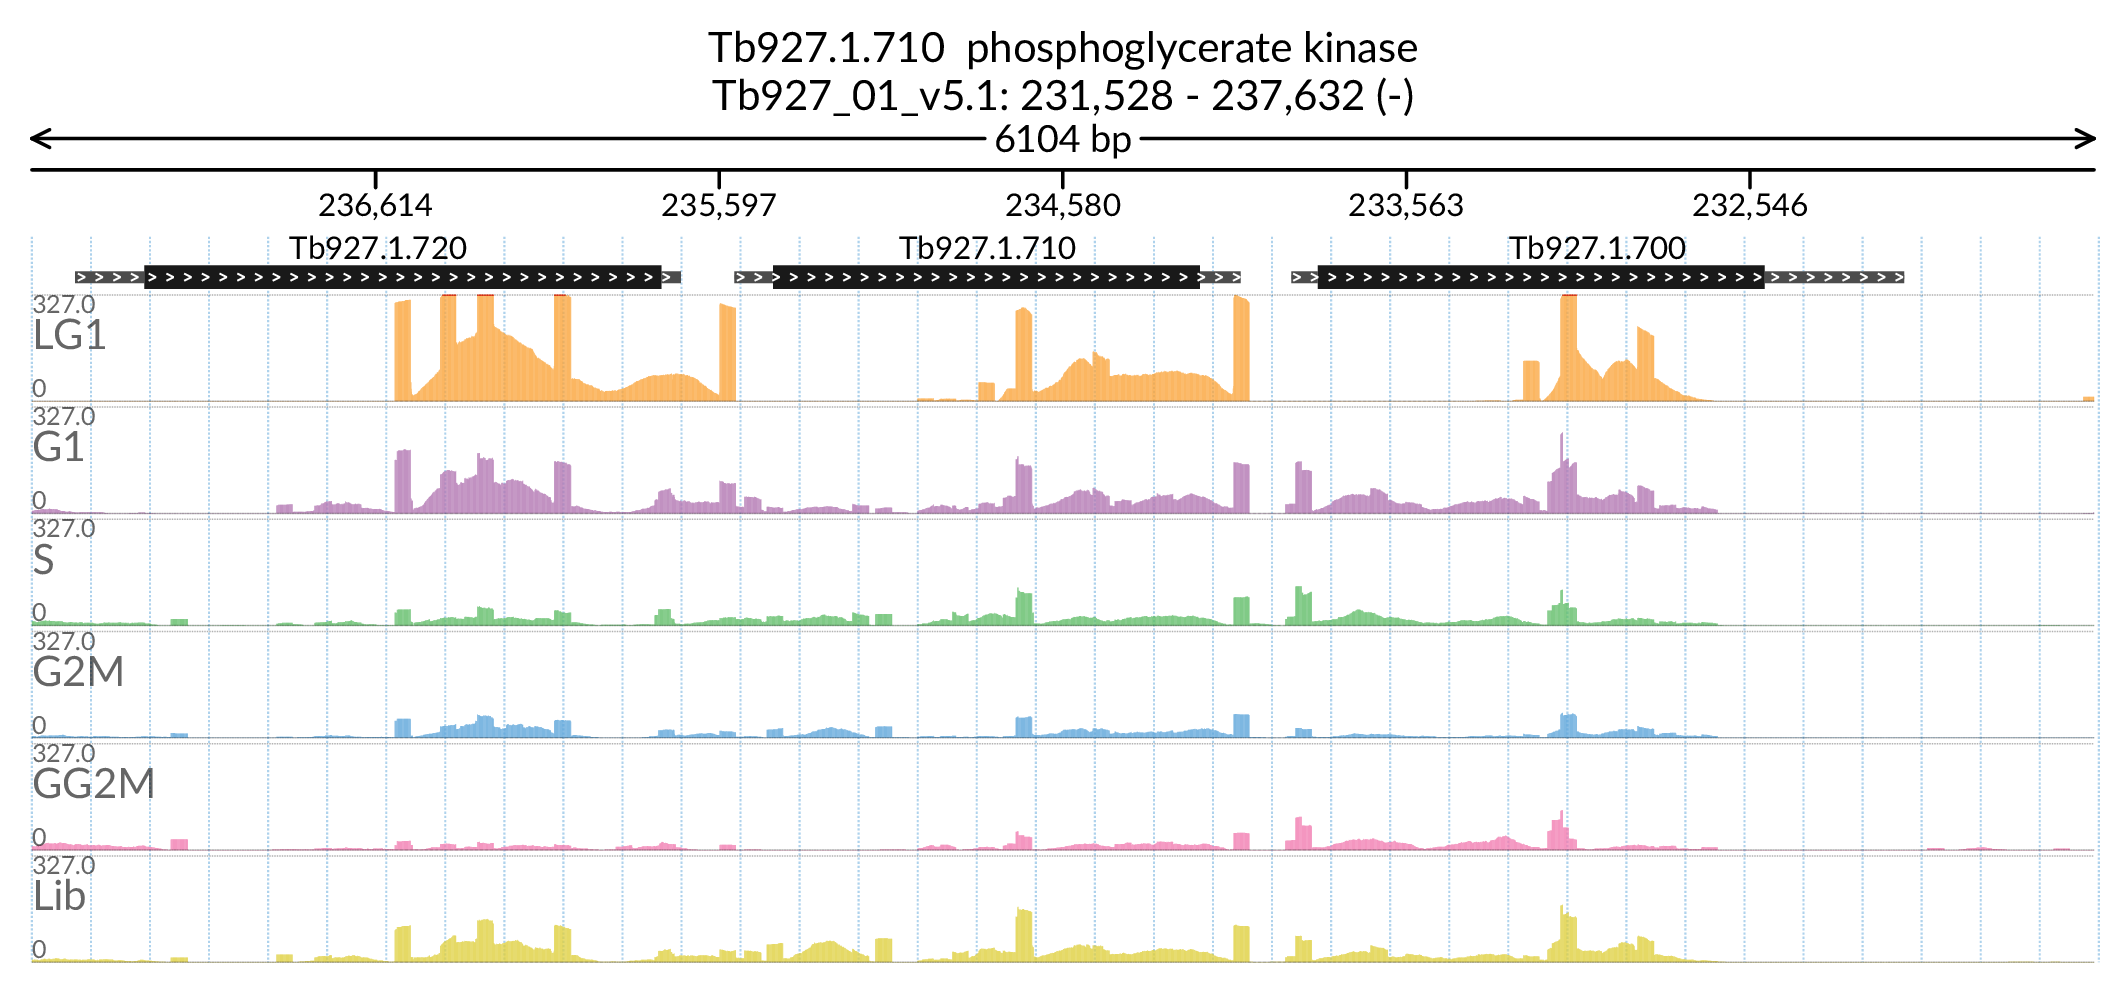 Tb927.1.710  phosphoglycerate kinase
Tb927_01_v5.1: 231,528 - 237,632 (-)
6104 bp
236,614 235,597 234,580 233,563 232,546
Tb927.1.720 Tb927.1.710 Tb927.1.700
327.0
LG1
0
327.0
G1
0
327.0
S
0
327.0
G2M
0
327.0
GG2M
0
327.0
Lib
0